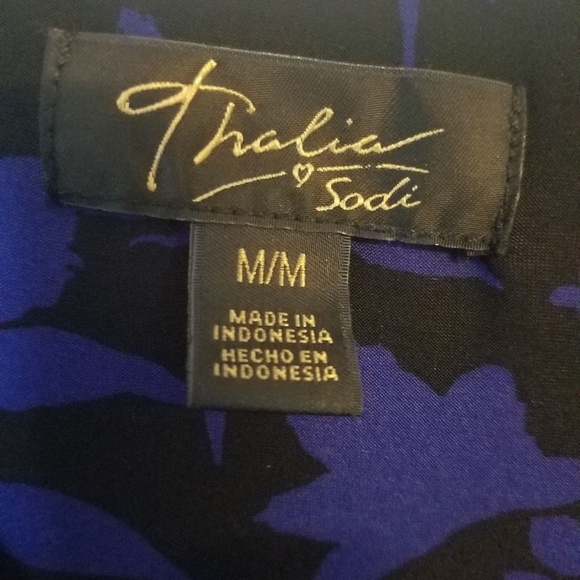 Thalia
Sodi
M/M
MADE IN
INDONESIA
HECHO EN
INDONESIA